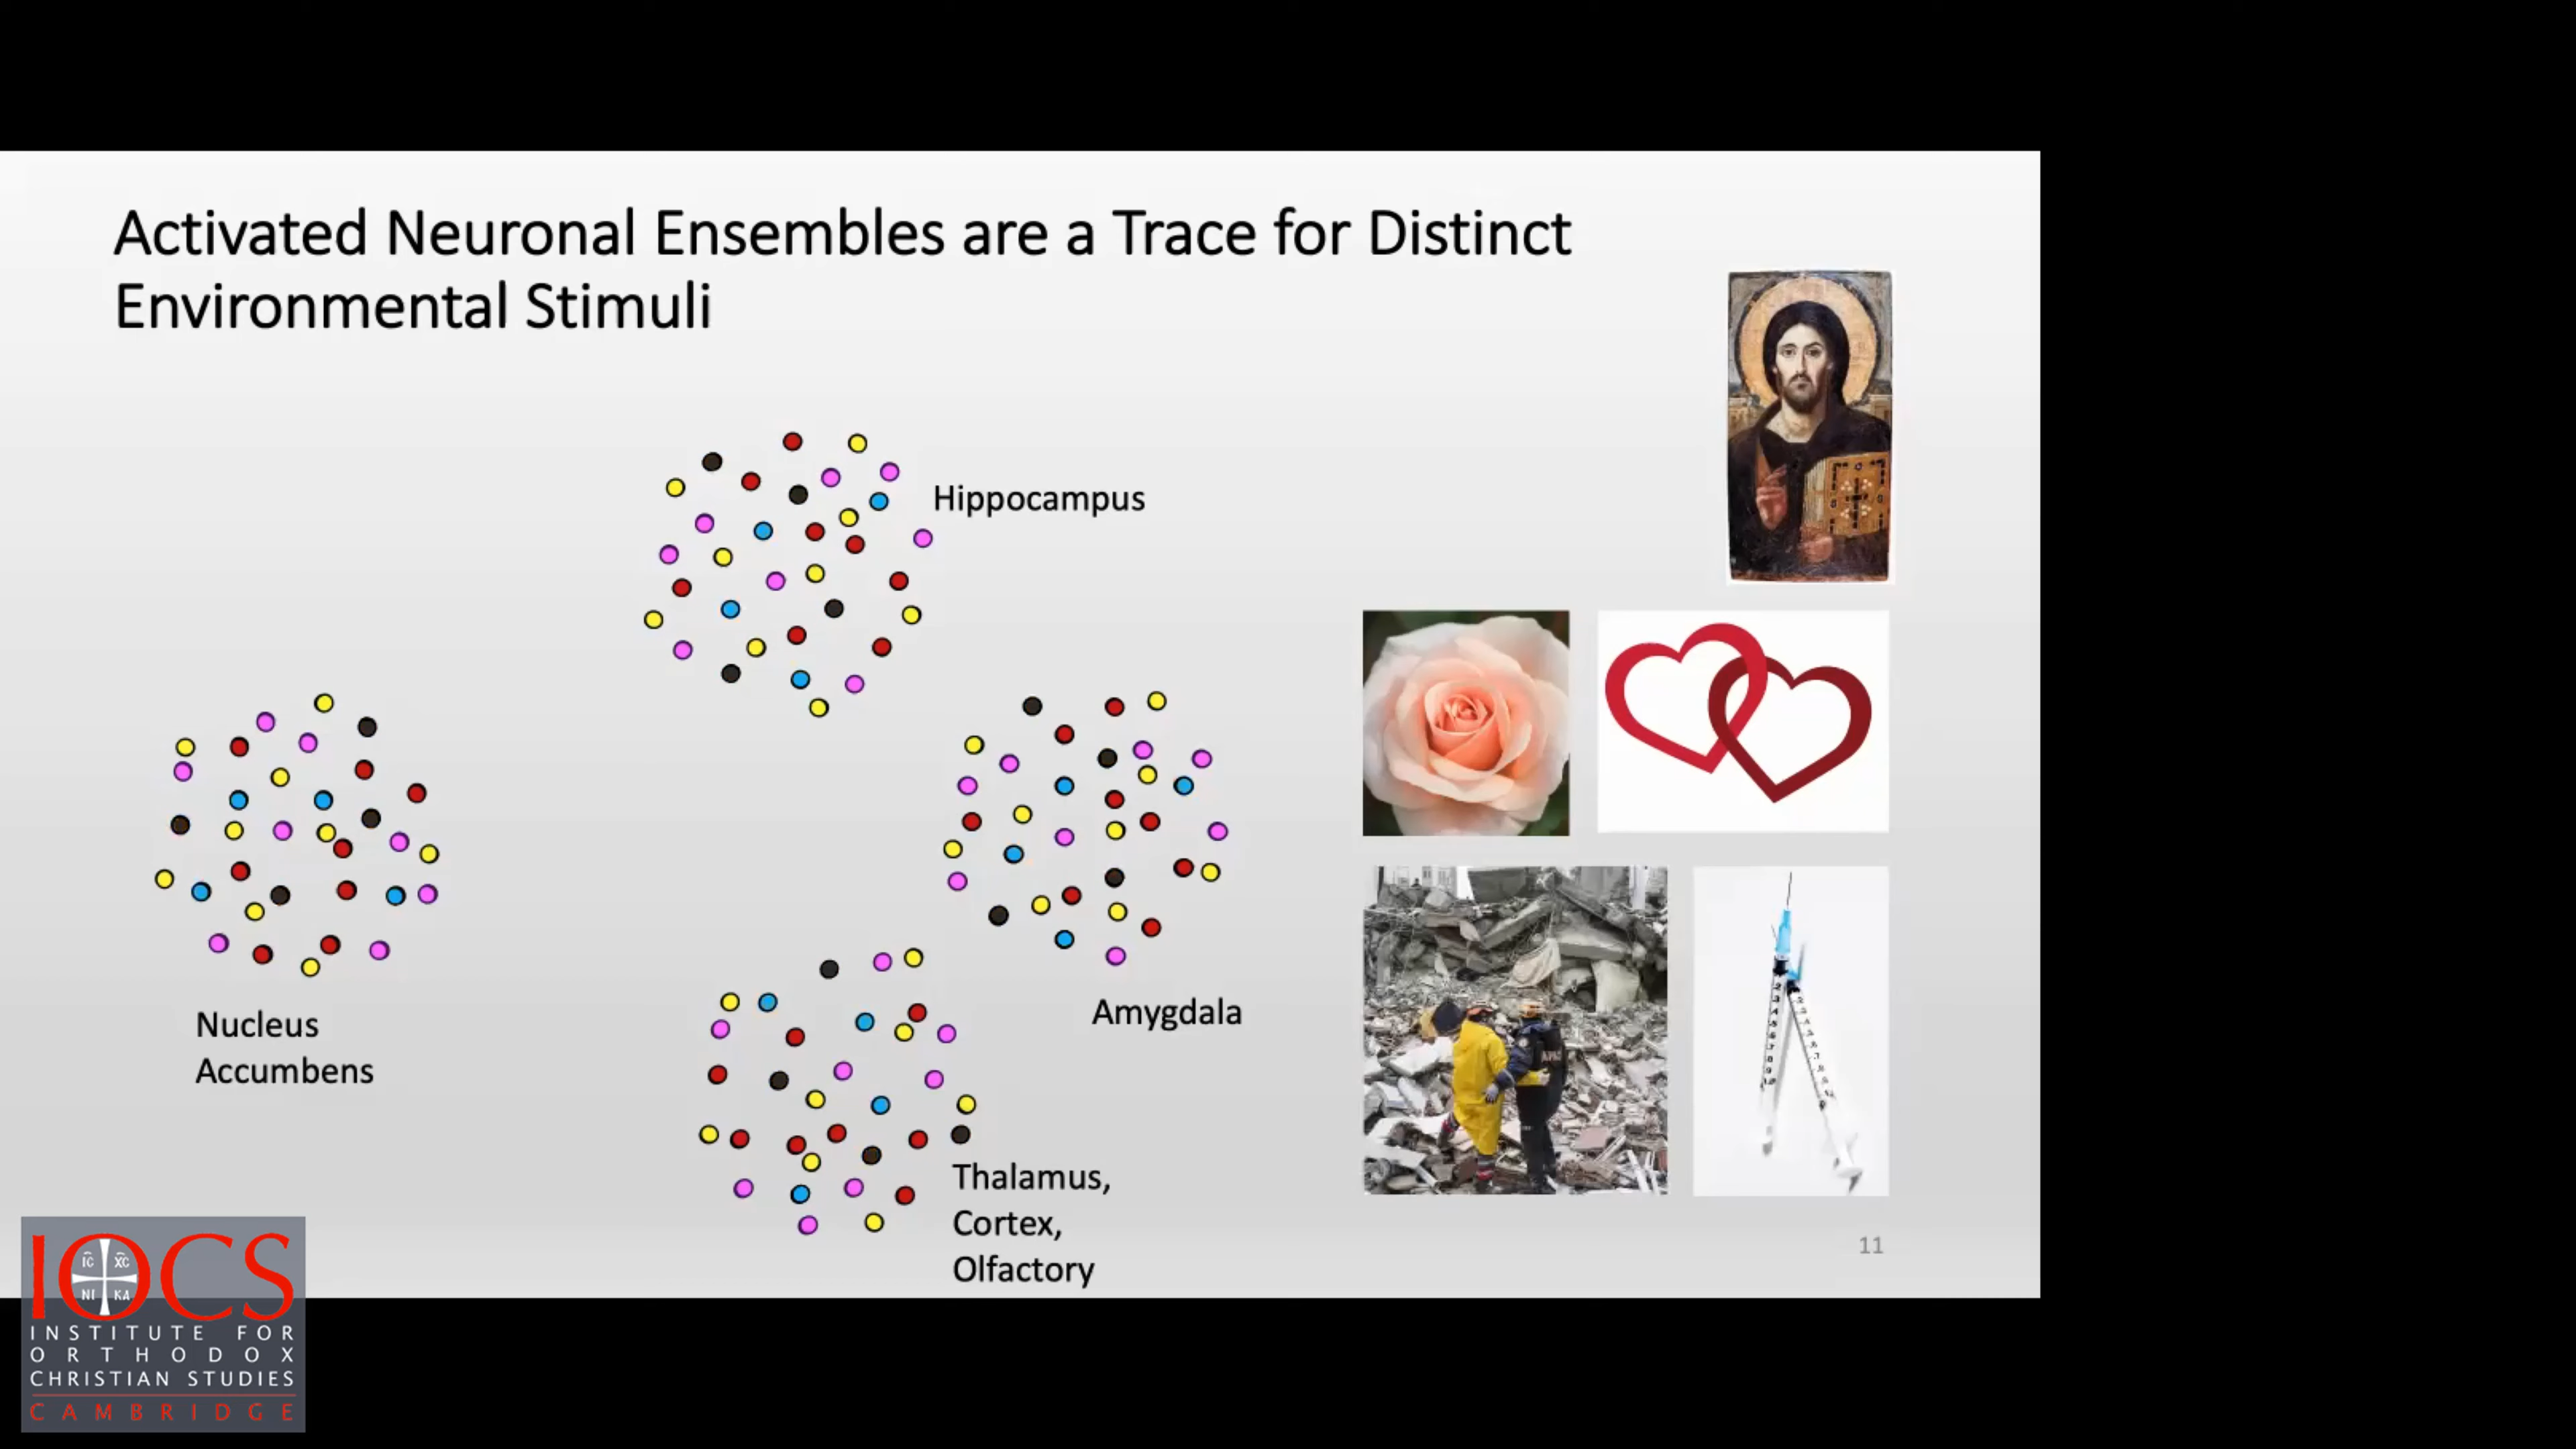 Activated Neuronal Ensembles are a Trace for Distinct
Environmental Stimuli
Hippocampus
Nucleus
Accumbens
Amygdala
Thalamus,
Cortex,
Olfactory
11
IOCS
IC XC
NI KA
INSTITUTE FOR
ORTHODOX
CHRISTIAN STUDIES
CAMBRIDGE